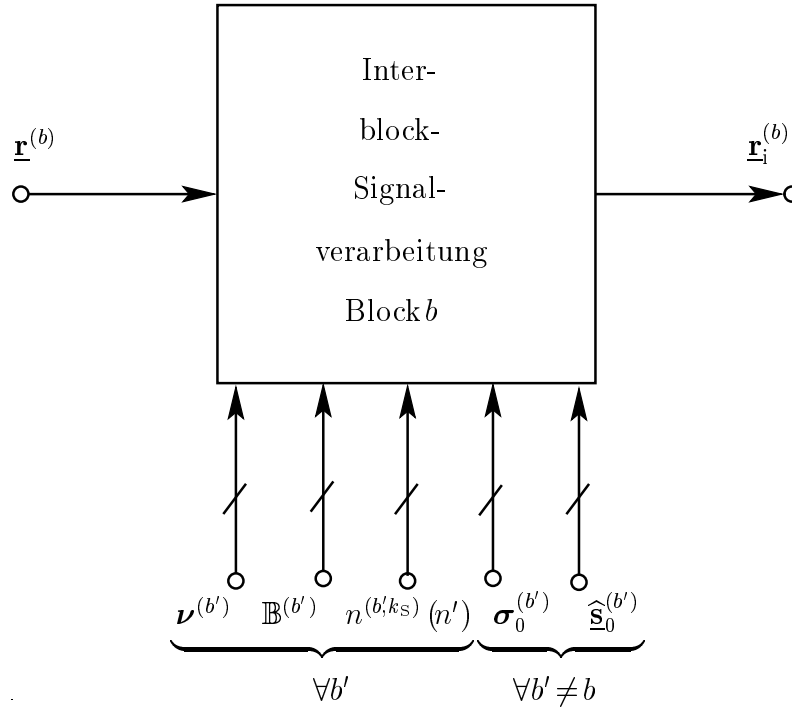 Inter-
block-
Signal-
verarbeitung
Block b
r^(b)
r_i^(b)
ν^(b′) 𝔹^(b′) n^(b′,k_S) (n′) σ_0^(b′) ŝ_0^(b′)
∀b′ ∀b′ ≠ b